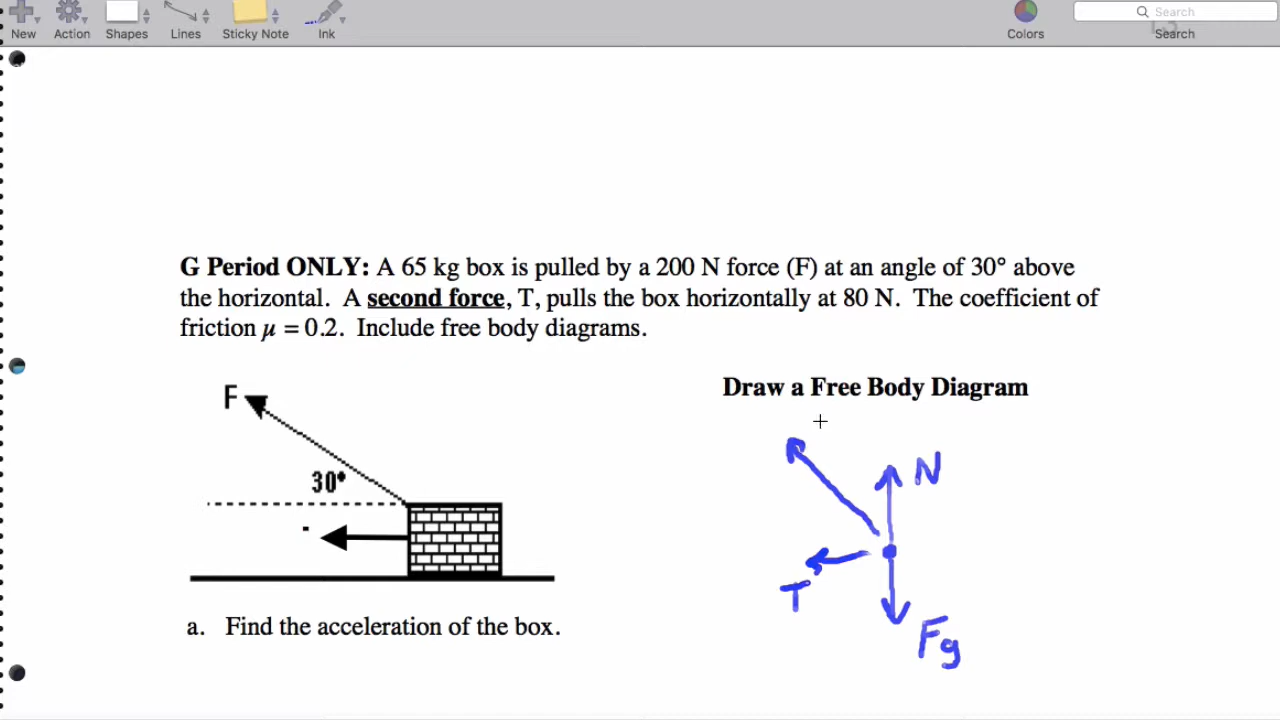 New Action Shapes Lines Sticky Note Ink Colors Search
Search
G Period ONLY: A 65 kg box is pulled by a 200 N force (F) at an angle of 30° above
the horizontal. A second force, T, pulls the box horizontally at 80 N. The coefficient of
friction μ = 0.2. Include free body diagrams.
F
30°
Draw a Free Body Diagram
N
T
Fg
a. Find the acceleration of the box.